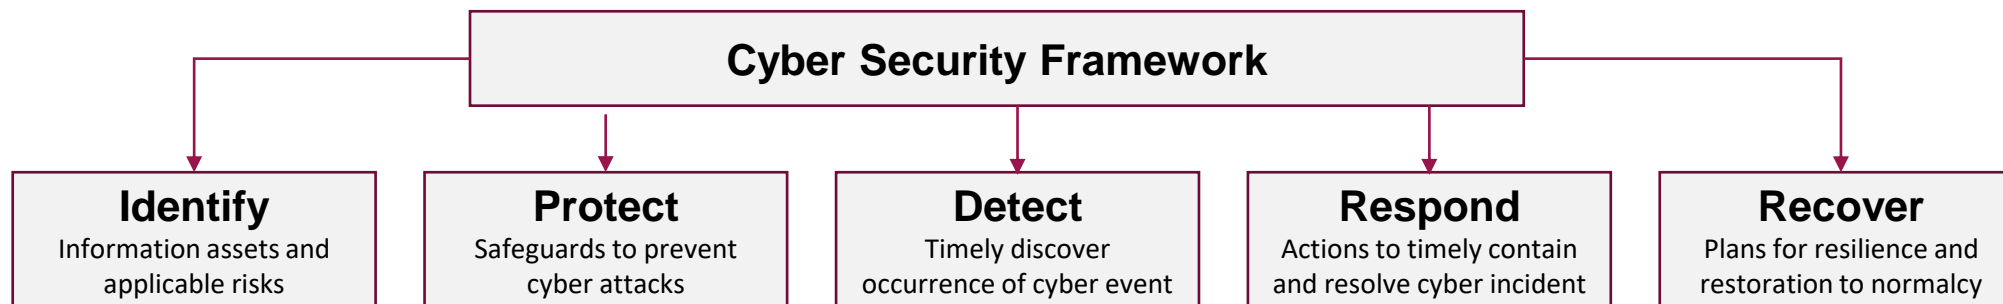 Cyber Security Framework
Identify
Information assets and
applicable risks
Protect
Safeguards to prevent
cyber attacks
Detect
Timely discover
occurrence of cyber event
Respond
Actions to timely contain
and resolve cyber incident
Recover
Plans for resilience and
restoration to normalcy